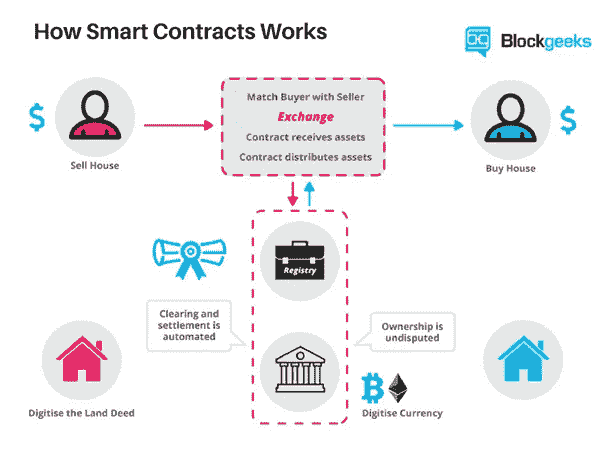 How Smart Contracts Works
Blockgeeks
Match Buyer with Seller
Exchange
Contract receives assets
Contract distributes assets
$
Sell House
$
Buy House
Registry
Clearing and
settlement is
automated
Ownership is
undisputed
Digitise the Land Deed
Digitise Currency